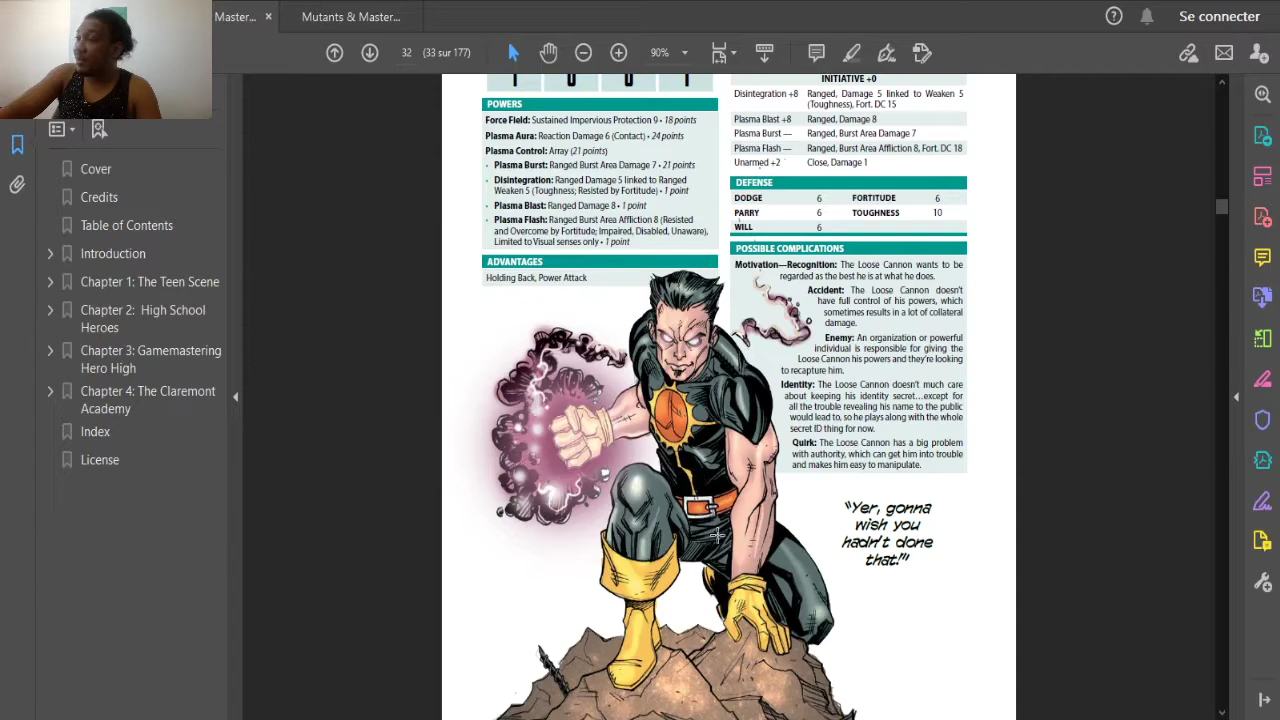 Master... ×
Mutants & Master...
Se connecter
32
(33 sur 177)
90%
Cover
Credits
Table of Contents
Introduction
Chapter 1: The Teen Scene
Chapter 2: High School
Heroes
Chapter 3: Gamemastering
Hero High
Chapter 4: The Claremont
Academy
Index
License
POWERS
Force Field: Sustained Impervious Protection 9 • 18 points
Plasma Aura: Reaction Damage 6 (Contact) • 24 points
Plasma Control: Array (21 points)
• Plasma Burst: Ranged Burst Area Damage 7 • 21 points
• Disintegration: Ranged Damage 5 linked to Ranged
Weaken 5 (Toughness; Resisted by Fortitude) • 1 point
• Plasma Blast: Ranged Damage 8 • 1 point
• Plasma Flash: Ranged Burst Area Affliction 8 (Resisted
and Overcome by Fortitude; Impaired, Disabled, Unaware),
Limited to Visual senses only • 1 point
ADVANTAGES
Holding Back, Power Attack
INITIATIVE +0
Disintegration +8 Ranged, Damage 5 linked to Weaken 5
(Toughness), Fort. DC 15
Plasma Blast +8 Ranged, Damage 8
Plasma Burst — Ranged, Burst Area Damage 7
Plasma Flash — Ranged, Burst Area Affliction 8, Fort. DC 18
Unarmed +2 Close, Damage 1
DEFENSE
DODGE 6 FORTITUDE 6
PARRY 6 TOUGHNESS 10
WILL 6
POSSIBLE COMPLICATIONS
Motivation—Recognition: The Loose Cannon wants to be
regarded as the best he is at what he does.
Accident: The Loose Cannon doesn't
have full control of his powers, which
sometimes results in a lot of collateral
damage.
Enemy: An organization or powerful
individual is responsible for giving the
Loose Cannon his powers and they're looking
to recapture him.
Identity: The Loose Cannon doesn't much care
about keeping his identity secret…except for
all the trouble revealing his name to the public
would lead to, so he plays along with the whole
secret ID thing for now.
Quirk: The Loose Cannon has a big problem
with authority, which can get him into trouble
and makes him easy to manipulate.
"Yer, gonna
wish you
hadn't done
that!"